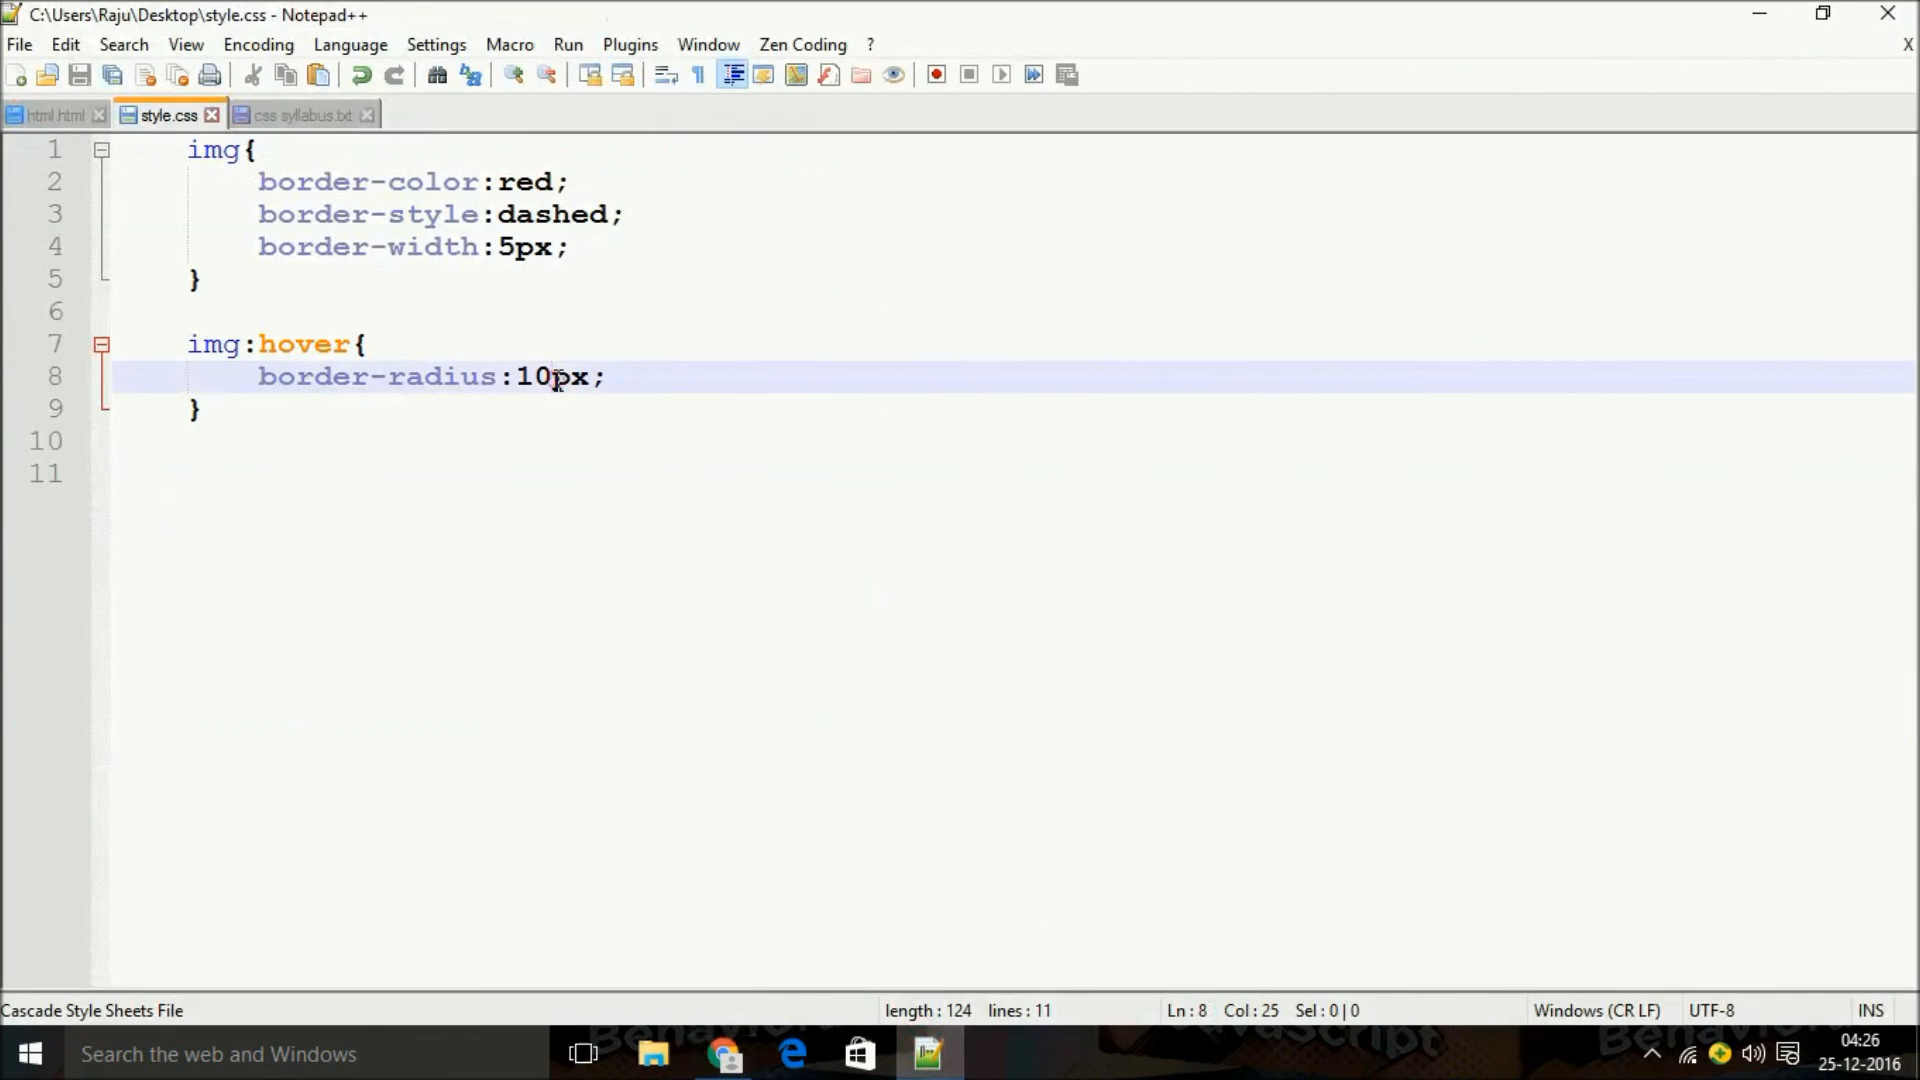 C:\Users\Raju\Desktop\style.css - Notepad++
File Edit Search View Encoding Language Settings Macro Run Plugins Window Zen Coding ? X
html.html style.css css syllabus.txt
1 img{
2 border-color:red;
3 border-style:dashed;
4 border-width:5px;
5 }
6
7 img:hover{
8 border-radius:10px;
9 }
10
11
Cascade Style Sheets File length : 124 lines : 11 Ln : 8 Col : 25 Sel : 0 | 0 Windows (CR LF) UTF-8 INS
Search the web and Windows
04:26
25-12-2016